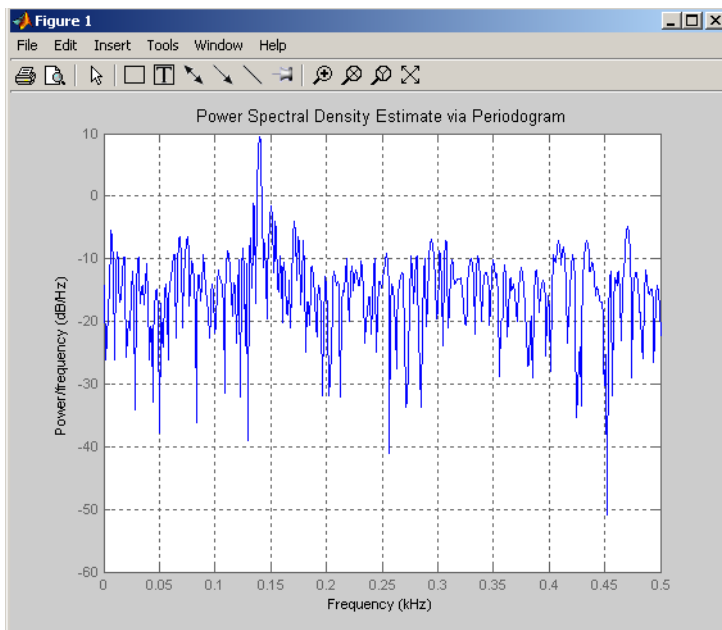 Figure 1
File Edit Insert Tools Window Help
T
Power Spectral Density Estimate via Periodogram
10
0
-10
-20
-30
-40
-50
-60
Power/frequency (dB/Hz)
0 0.05 0.1 0.15 0.2 0.25 0.3 0.35 0.4 0.45 0.5
Frequency (kHz)